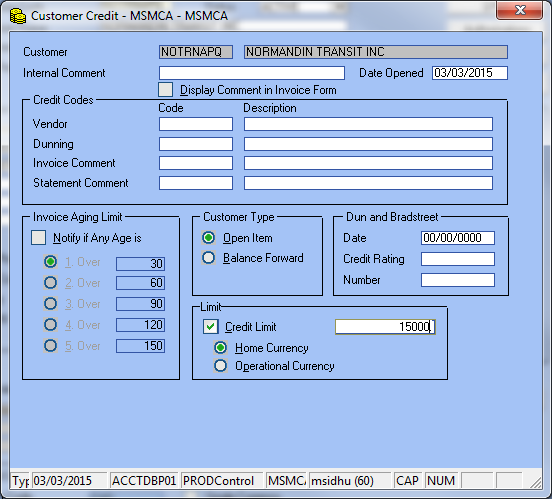 Customer Credit - MSMCA - MSMCA
Customer NOTRNAPQ NORMANDIN TRANSIT INC
Internal Comment Date Opened 03/03/2015
Display Comment in Invoice Form
Credit Codes
Code Description
Vendor
Dunning
Invoice Comment
Statement Comment
Invoice Aging Limit
Notify if Any Age is
1. Over 30
2. Over 60
3. Over 90
4. Over 120
5. Over 150
Customer Type
Open Item
Balance Forward
Dun and Bradstreet
Date 00/00/0000
Credit Rating
Number
Limit
Credit Limit 15000
Home Currency
Operational Currency
Typ 03/03/2015 ACCTDBP01 PRODControl MSMC msidhu (60) CAP NUM